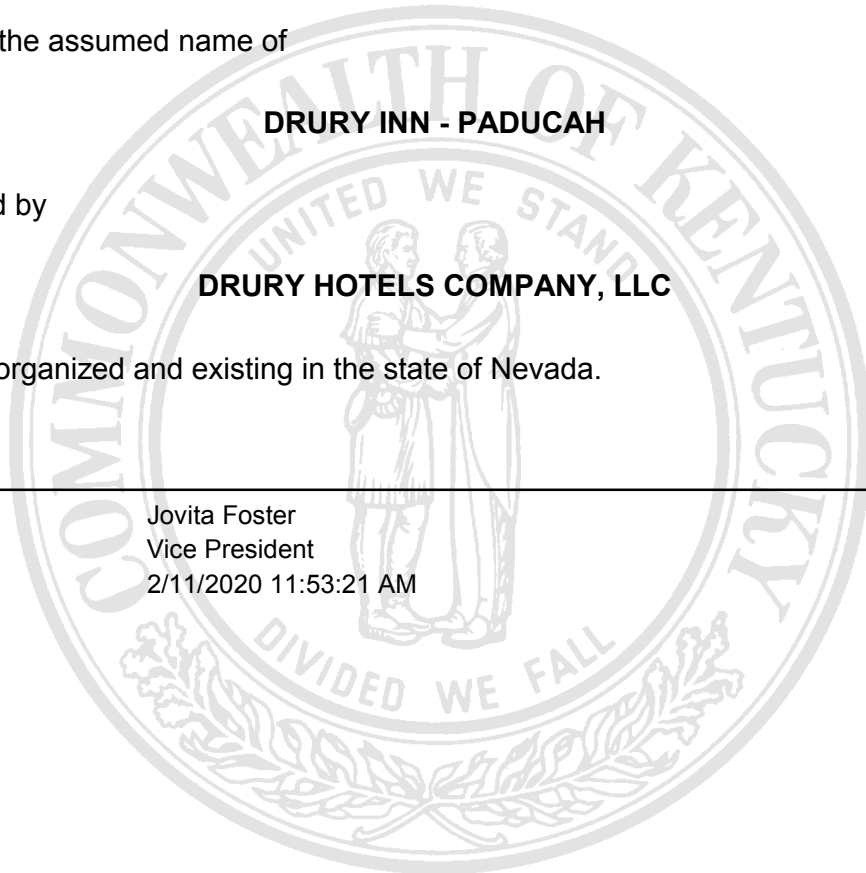 the assumed name of
DRURY INN - PADUCAH
d by
DRURY HOTELS COMPANY, LLC
organized and existing in the state of Nevada.
Jovita Foster
Vice President
2/11/2020 11:53:21 AM
COMMONWEALTH OF KENTUCKY
UNITED WE STAND
DIVIDED WE FALL